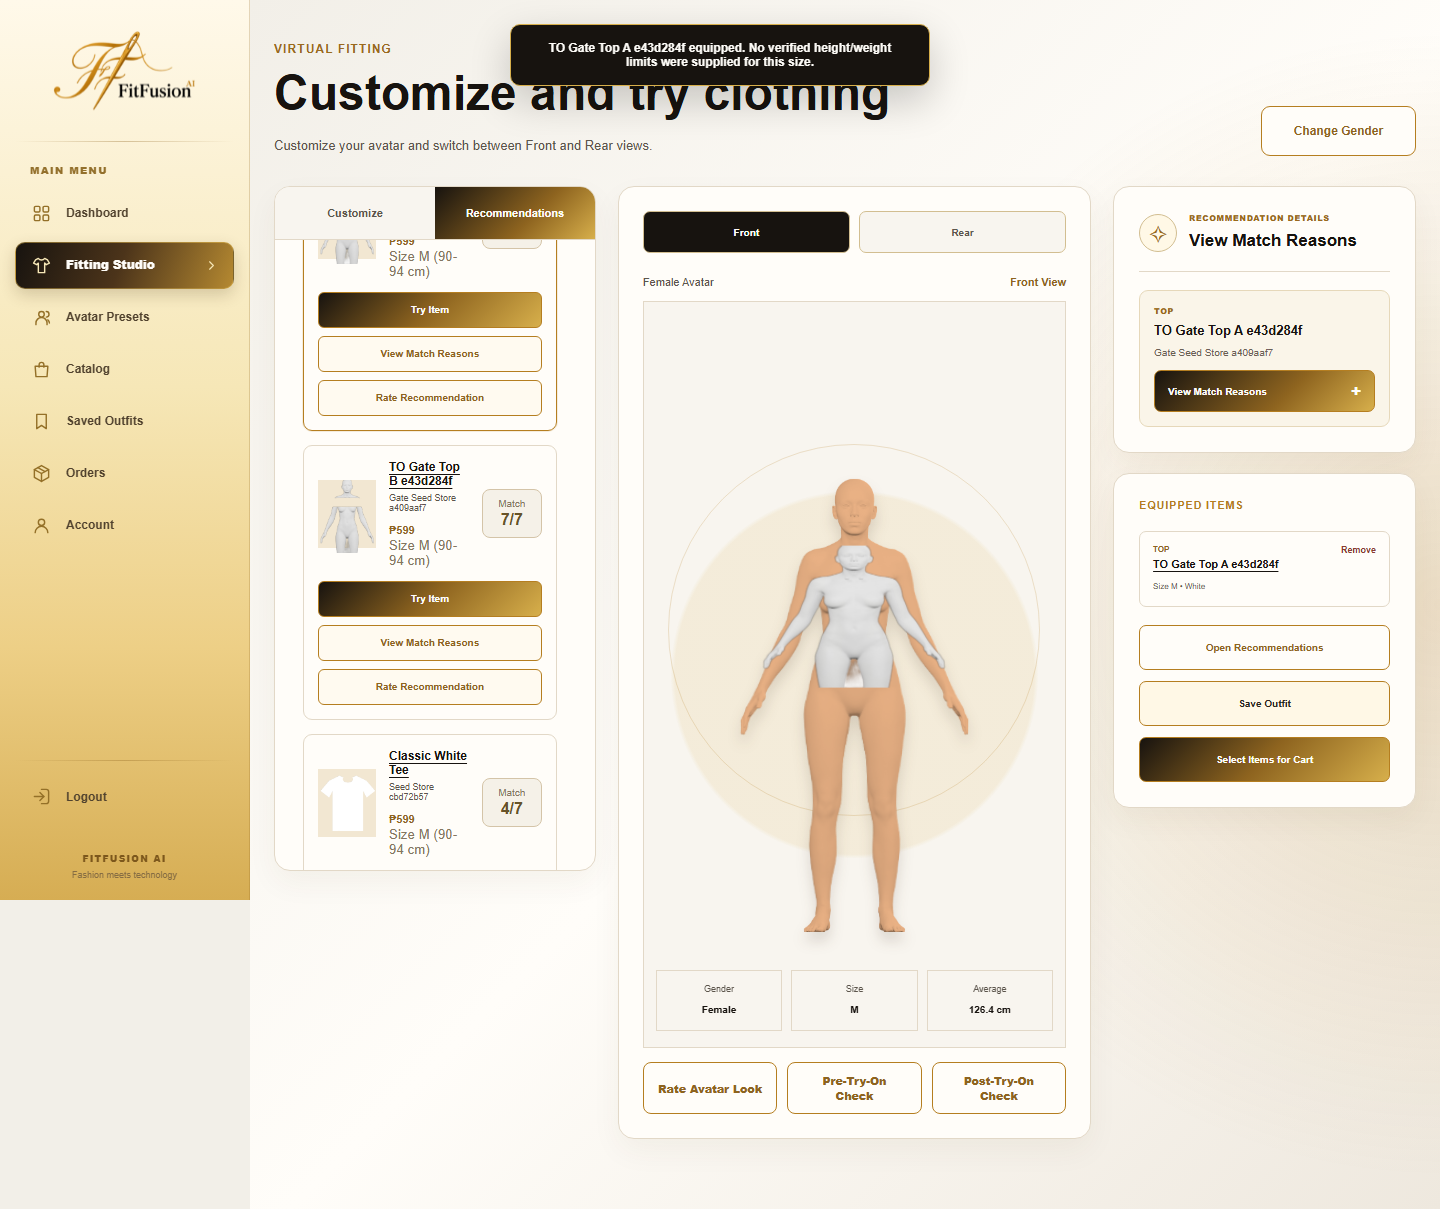 FitFusion AI
MAIN MENU
Dashboard
Fitting Studio
Avatar Presets
Catalog
Saved Outfits
Orders
Account
Logout
FITFUSION AI
Fashion meets technology
VIRTUAL FITTING
TO Gate Top A e43d284f equipped. No verified height/weight
limits were supplied for this size.
Customize and try clothing
Customize your avatar and switch between Front and Rear views.
Change Gender
Customize
Recommendations
₱599
Size M (90-
94 cm)
Try Item
View Match Reasons
Rate Recommendation
TO Gate Top
B e43d284f
Gate Seed Store
a409aaf7
₱599
Size M (90-
94 cm)
Match
7/7
Try Item
View Match Reasons
Rate Recommendation
Classic White
Tee
Seed Store
cbd72b57
₱599
Size M (90-
94 cm)
Match
4/7
Front
Rear
Female Avatar
Front View
Gender
Female
Size
M
Average
126.4 cm
Rate Avatar Look
Pre-Try-On
Check
Post-Try-On
Check
RECOMMENDATION DETAILS
View Match Reasons
TOP
TO Gate Top A e43d284f
Gate Seed Store a409aaf7
View Match Reasons +
EQUIPPED ITEMS
TOP
Remove
TO Gate Top A e43d284f
Size M • White
Open Recommendations
Save Outfit
Select Items for Cart